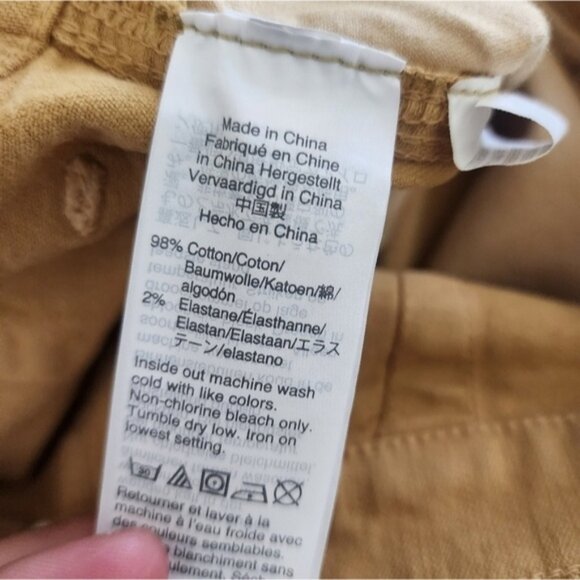 Made in China
Fabriqué en Chine
in China Hergestellt
Vervaardigd in China
中国製
Hecho en China
98% Cotton/Coton/
Baumwolle/Katoen/綿/
algodón
2% Elastane/Élasthanne/
Elastan/Elastaan/エラス
テーン/elastano
Inside out machine wash
cold with like colors.
Non-chlorine bleach only.
Tumble dry low. Iron on
lowest setting.
30
Retourner et laver à la
machine à l'eau froide avec
des couleurs semblables.
blanchiment sans